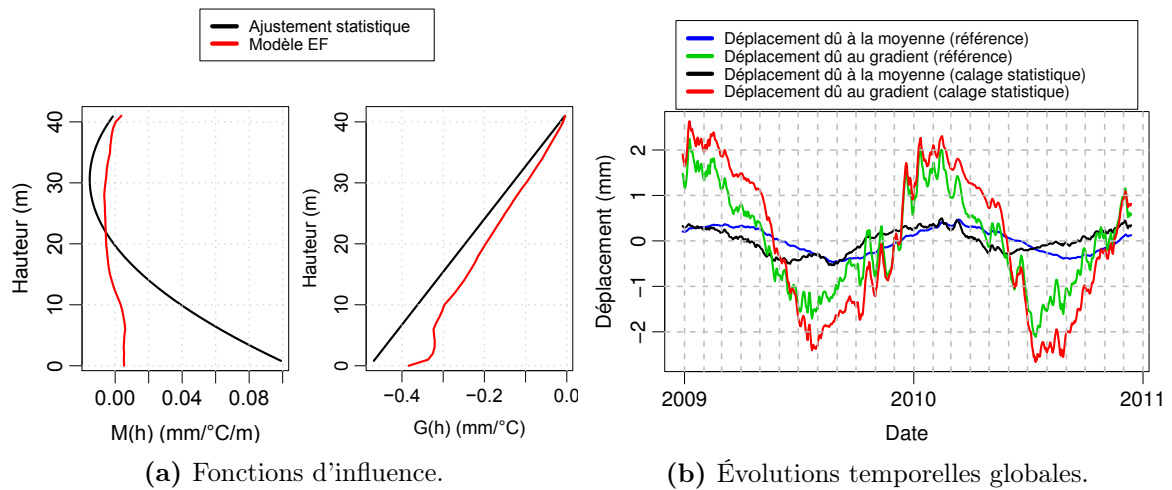 Ajustement statistique
Modèle EF
Hauteur (m)
0 10 20 30 40
0.00 0.04 0.08
M(h) (mm/°C/m)
Hauteur (m)
0 10 20 30 40
−0.4 −0.2 0.0
G(h) (mm/°C)
(a) Fonctions d'influence.
Déplacement dû à la moyenne (référence)
Déplacement dû au gradient (référence)
Déplacement dû à la moyenne (calage statistique)
Déplacement dû au gradient (calage statistique)
Déplacement (mm)
−2 −1 0 1 2
2009 2010 2011
Date
(b) Évolutions temporelles globales.